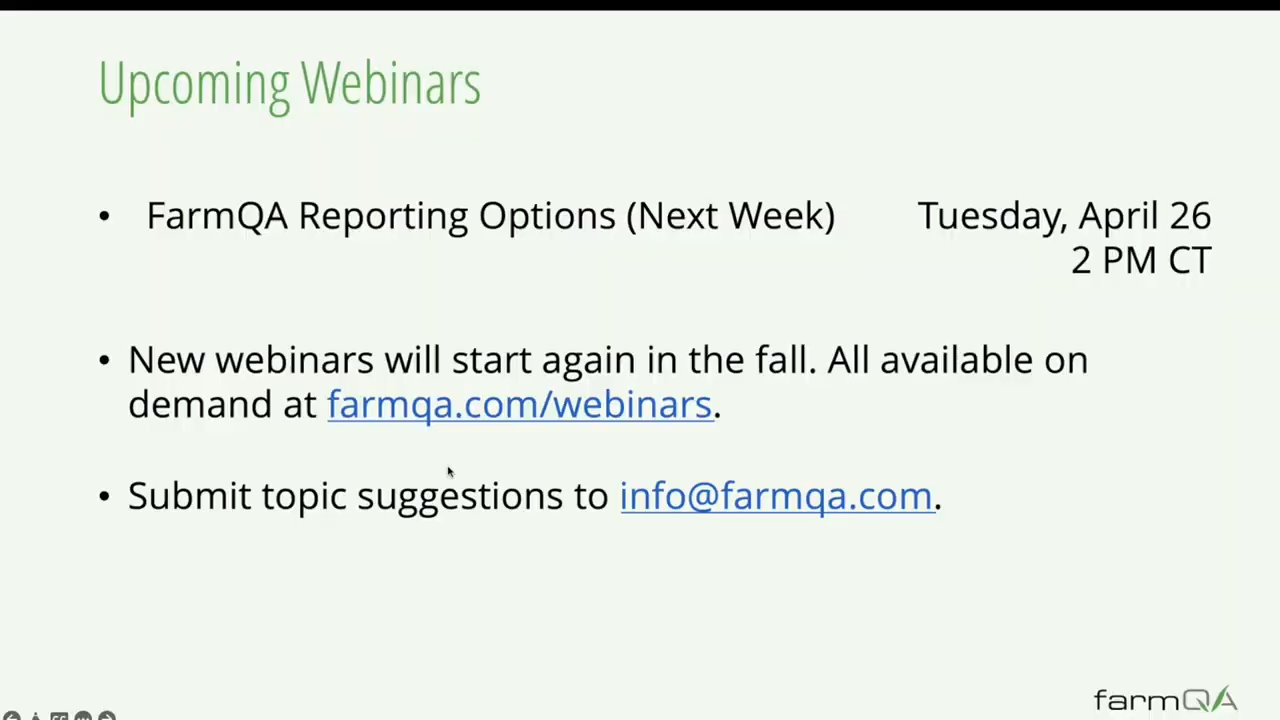 Upcoming Webinars
• FarmQA Reporting Options (Next Week) Tuesday, April 26
2 PM CT
• New webinars will start again in the fall. All available on
demand at farmqa.com/webinars.
• Submit topic suggestions to info@farmqa.com.
farmQA